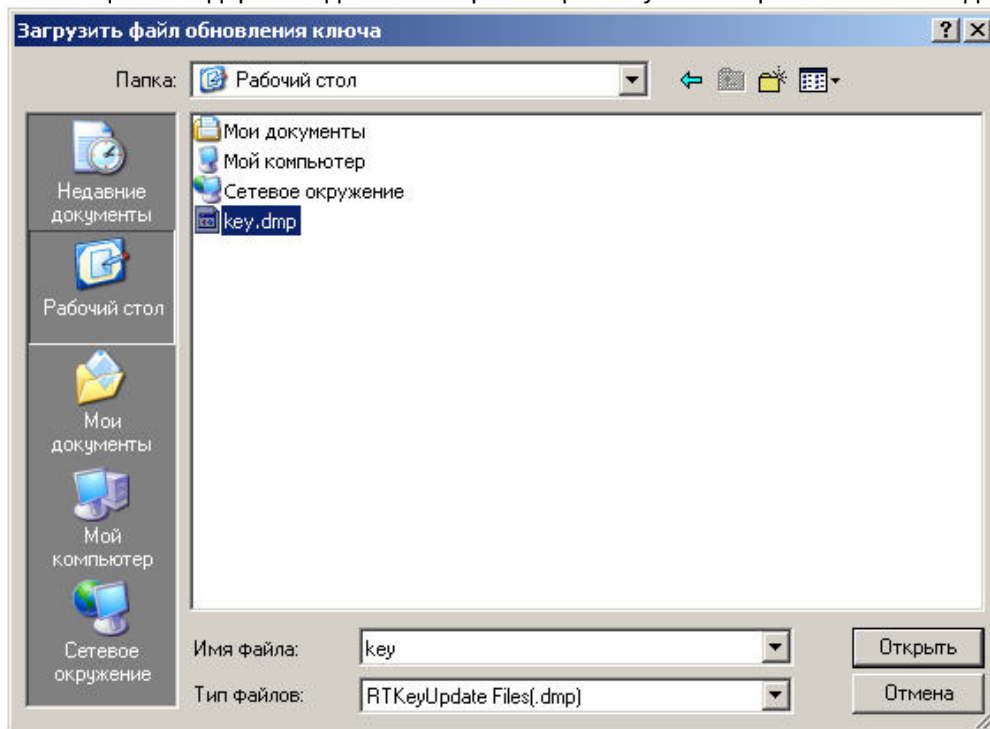 Загрузить файл обновления ключа
Папка: Рабочий стол
Недавние
документы
Рабочий стол
Мои
документы
Мой
компьютер
Сетевое
окружение
Мои документы
Мой компьютер
Сетевое окружение
key.dmp
Имя файла: key Открыть
Тип файлов: RTKeyUpdate Files(.dmp) Отмена